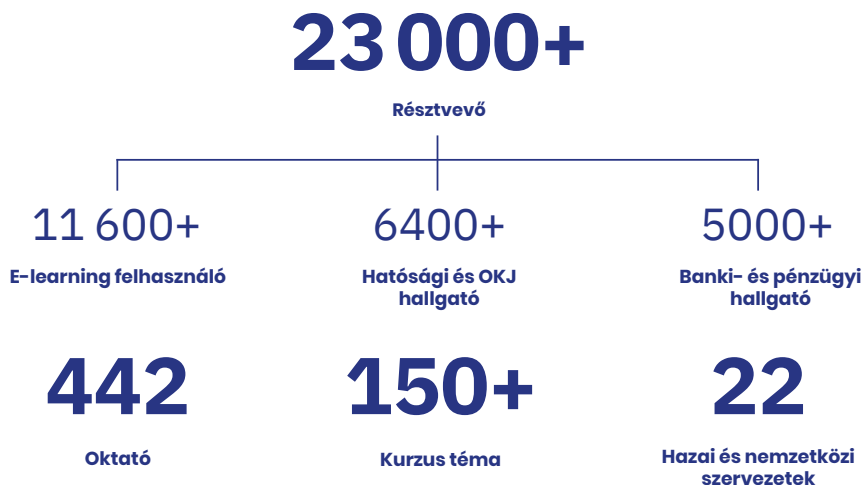 23 000+
Résztvevő
11 600+
6400+
5000+
E-learning felhasználó
Hatósági és OKJ
hallgató
Banki- és pénzügyi
hallgató
442
150+
22
Oktató
Kurzus téma
Hazai és nemzetközi
szervezetek